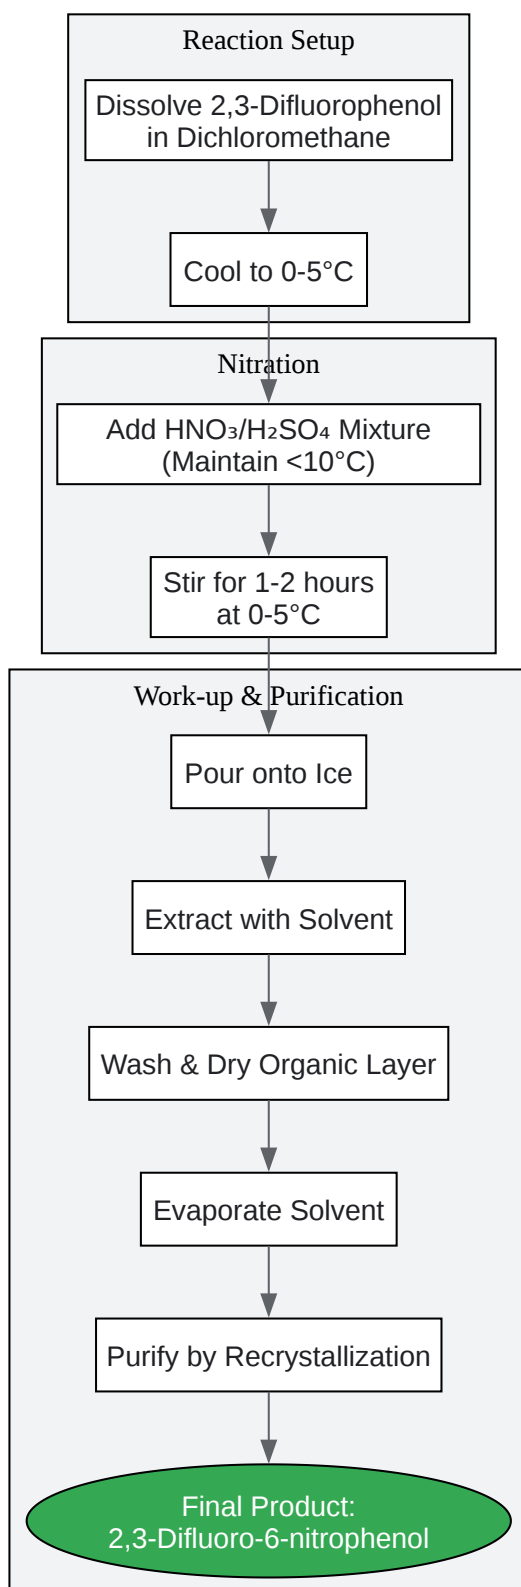 Reaction Setup
Dissolve 2,3-Difluorophenol
in Dichloromethane
Cool to 0-5°C
Nitration
Add HNO₃/H₂SO₄ Mixture
(Maintain <10°C)
Stir for 1-2 hours
at 0-5°C
Work-up & Purification
Pour onto Ice
Extract with Solvent
Wash & Dry Organic Layer
Evaporate Solvent
Purify by Recrystallization
Final Product:
2,3-Difluoro-6-nitrophenol